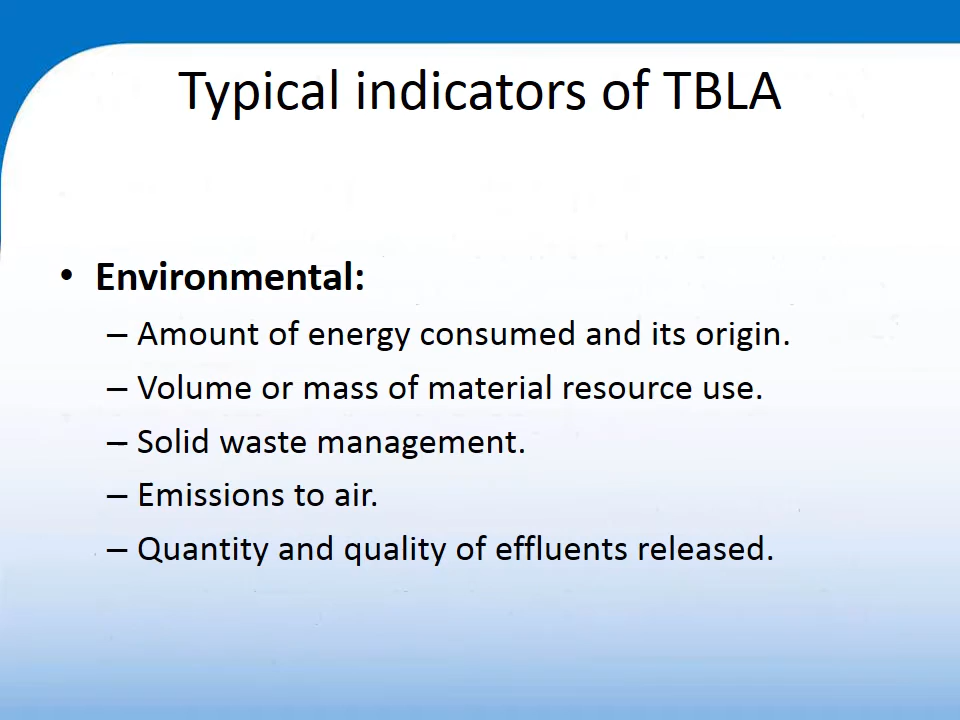 Typical indicators of TBLA
• Environmental:
– Amount of energy consumed and its origin.
– Volume or mass of material resource use.
– Solid waste management.
– Emissions to air.
– Quantity and quality of effluents released.